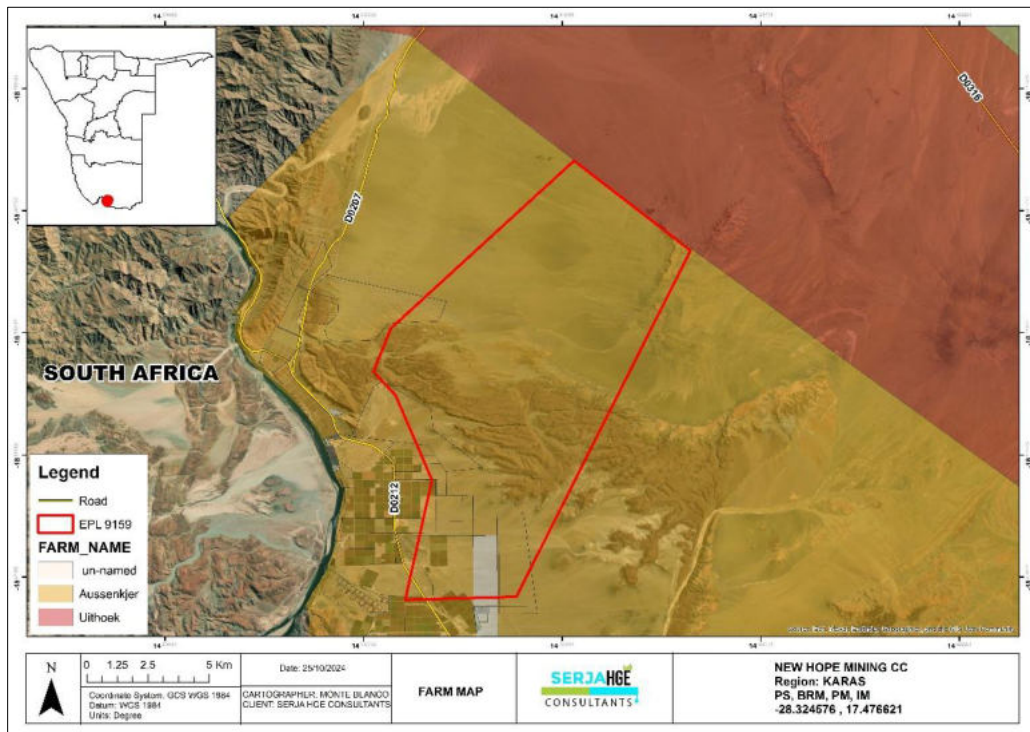 D0316
D0207
SOUTH AFRICA
D0212
Legend
Road
EPL 9159
FARM_NAME
un-named
Aussenkjer
Uithoek
N
0 1.25 2.5 5 Km
Coordinate System: GCS WGS 1984
Datum: WGS 1984
Units: Degree
Date: 25/10/2024
CARTOGRAPHER: MONTE BLANCO
CLIENT: SERJA HGE CONSULTANTS
FARM MAP
SERJA HGE
CONSULTANTS
NEW HOPE MINING CC
Region: KARAS
PS, BRM, PM, IM
-28.324576 , 17.476621